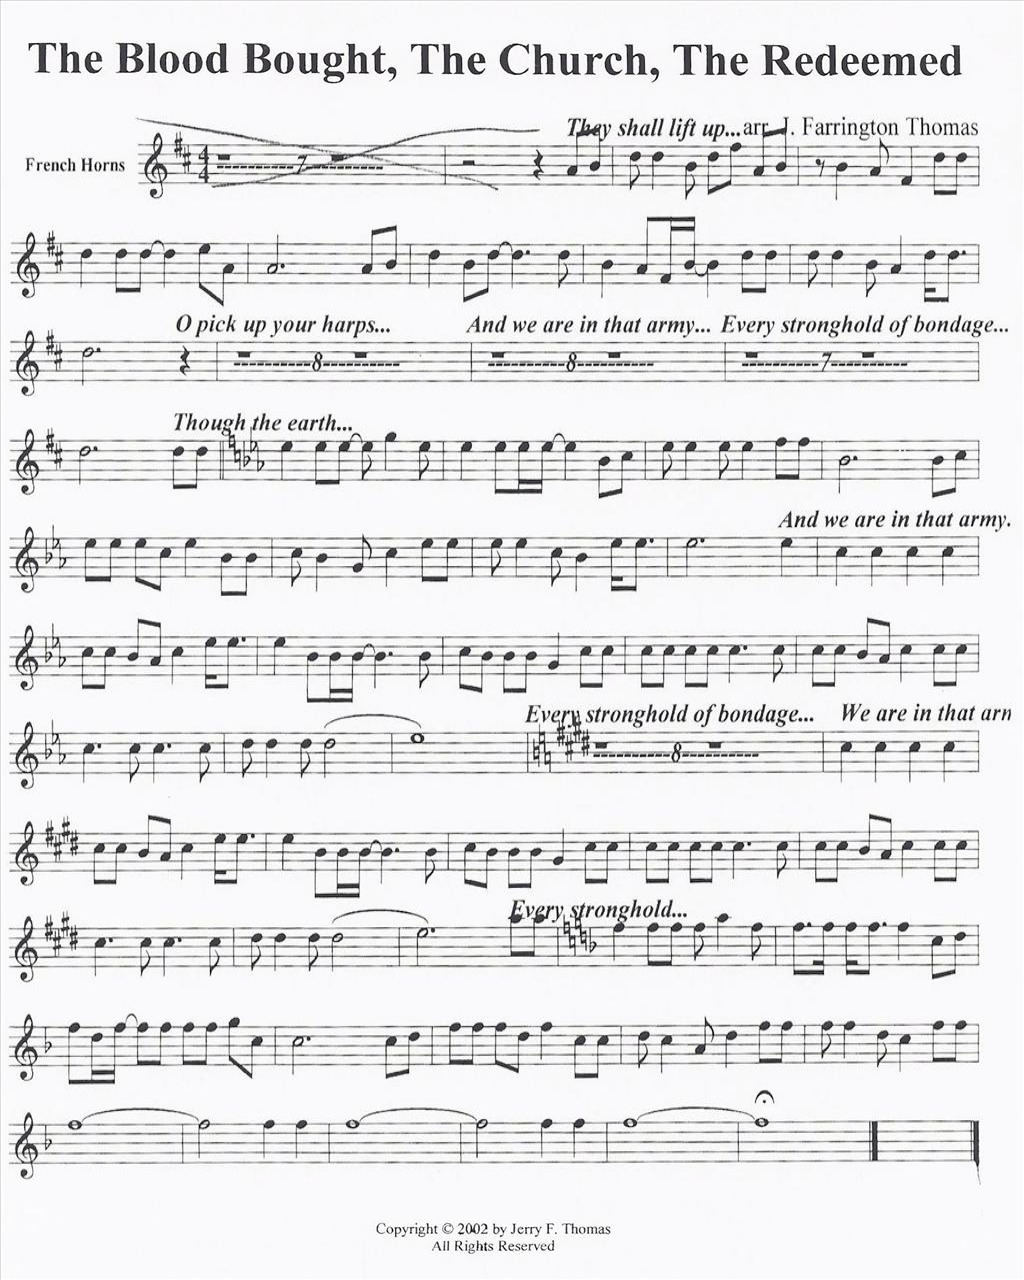 The Blood Bought, The Church, The Redeemed
They shall lift up...arr. J. Farrington Thomas
French Horns
7
O pick up your harps... And we are in that army... Every stronghold of bondage...
8 8 7
Though the earth...
And we are in that army.
Every stronghold of bondage... We are in that arn
8
Every stronghold...
Copyright © 2002 by Jerry F. Thomas
All Rights Reserved